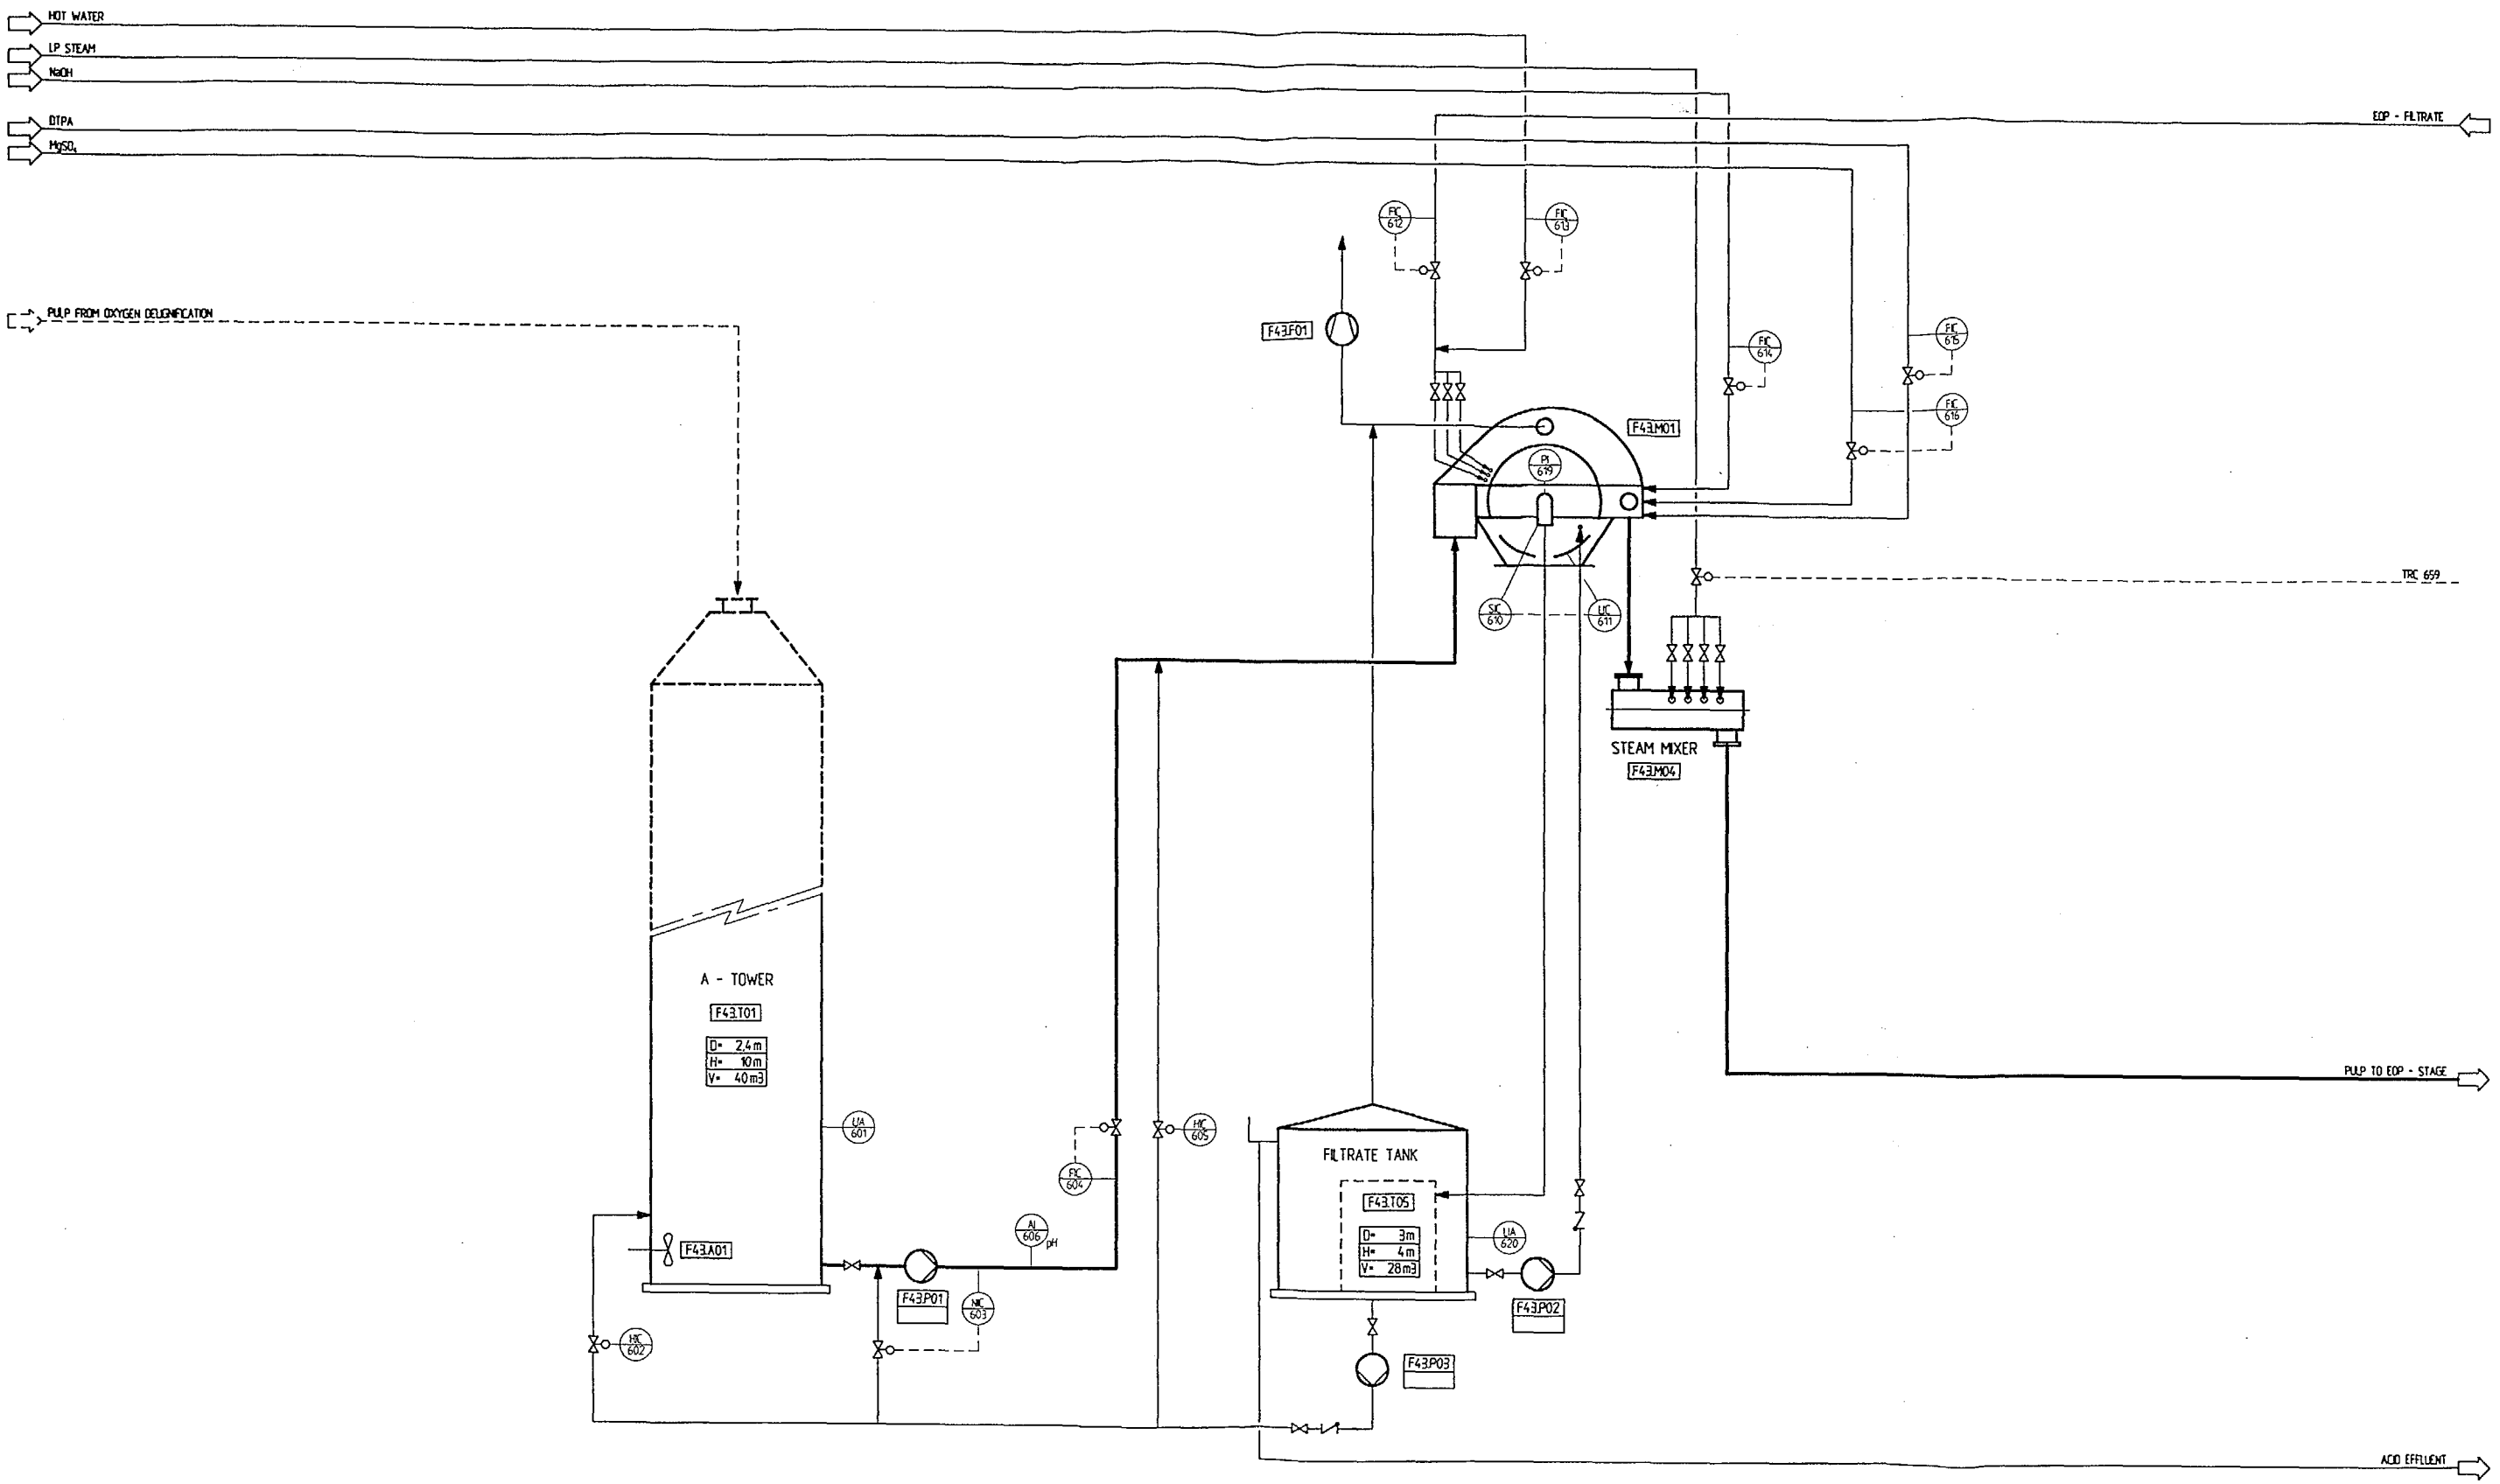 HOT WATER
LP STEAM
NaOH
DTPA
MgSO₄
EOP - FILTRATE
FIC
612
FIC
613
PULP FROM OXYGEN DELIGNIFICATION
F43.F01
FIC
614
FIC
615
FIC
616
F43.M01
PI
619
TRC 659
SIC
610
LIC
611
STEAM MIXER
F43.M04
A - TOWER
F43.T01
D= 2,4m
H= 10m
V= 40m3
PULP TO EOP - STAGE
LIA
601
HIC
605
FIC
604
FILTRATE TANK
F43.T05
D= 3m
H= 4m
V= 28m3
LIA
620
AI
606
pH
F43.A01
F43.P01
NIC
603
F43.P02
HIC
602
F43.P03
ACID EFFLUENT